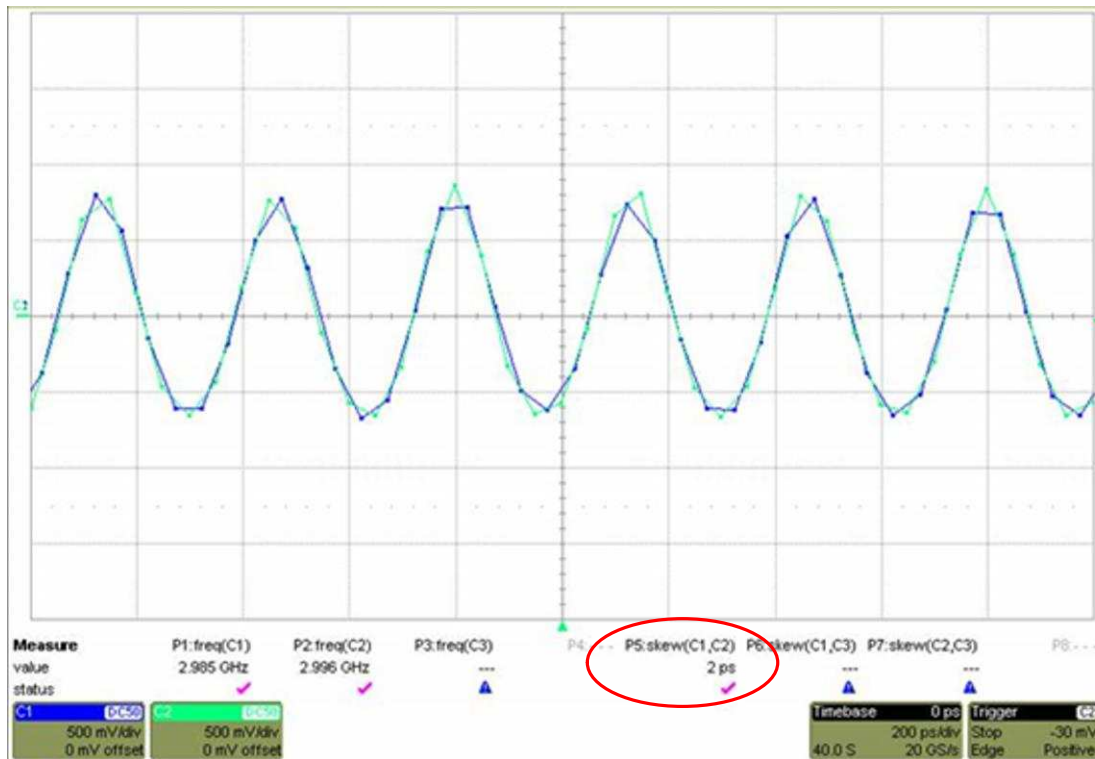 C2
Measure P1:freq(C1) P2:freq(C2) P3:freq(C3) P4:- - - P5:skew(C1,C2) P6:skew(C1,C3) P7:skew(C2,C3) P8:- - -
value 2.985 GHz 2.996 GHz --- 2 ps --- ---
status
C1 DC50 C2 DC50 Timebase 0 ps Trigger C2
500 mV/div 500 mV/div 200 ps/div Stop -30 mV
0 mV offset 0 mV offset 40.0 S 20 GS/s Edge Positive